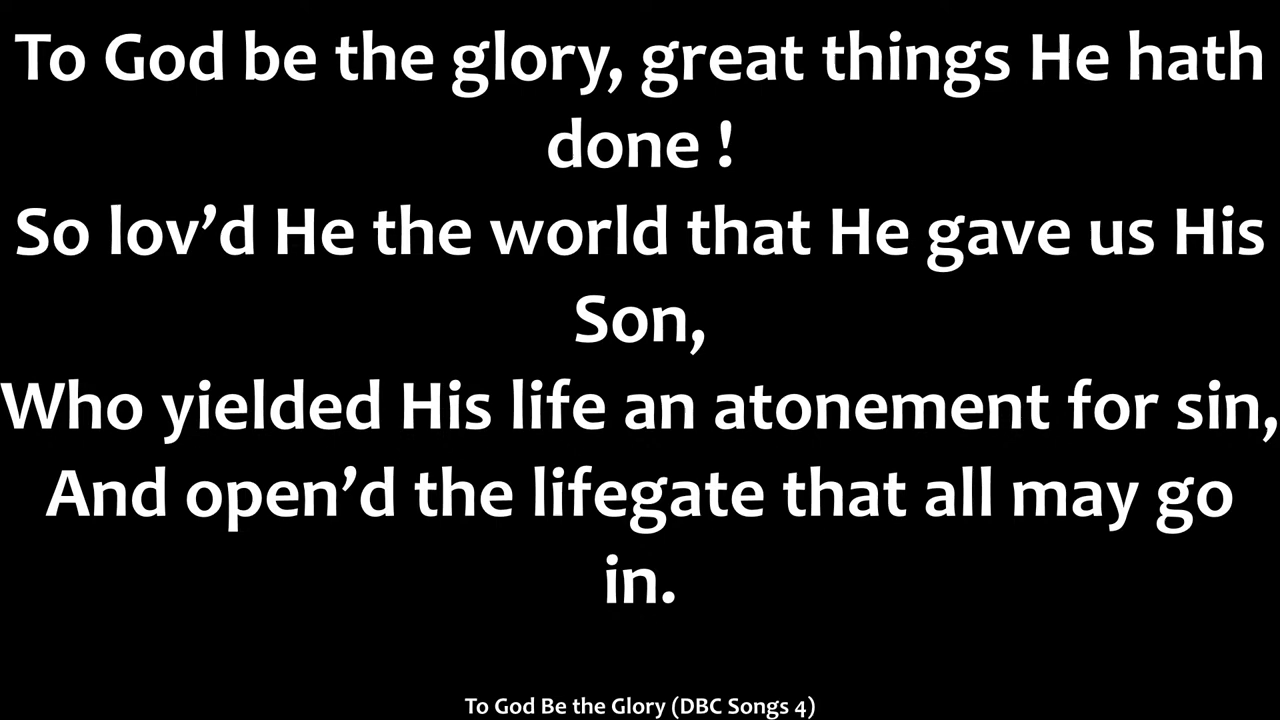 To God be the glory, great things He hath
done !
So lov’d He the world that He gave us His
Son,
Who yielded His life an atonement for sin,
And open’d the lifegate that all may go
in.
To God Be the Glory (DBC Songs 4)